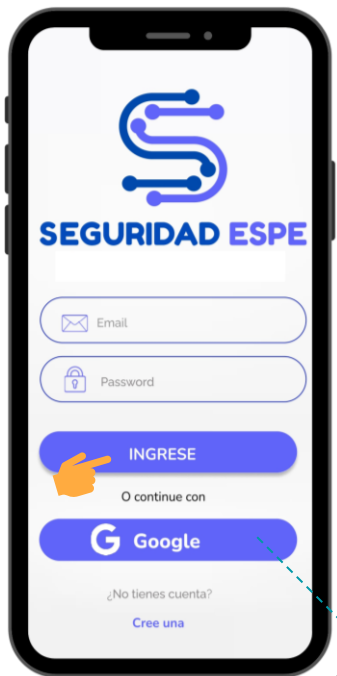 SEGURIDAD ESPE
Email
Password
INGRESE
O continue con
Google
¿No tienes cuenta?
Cree una